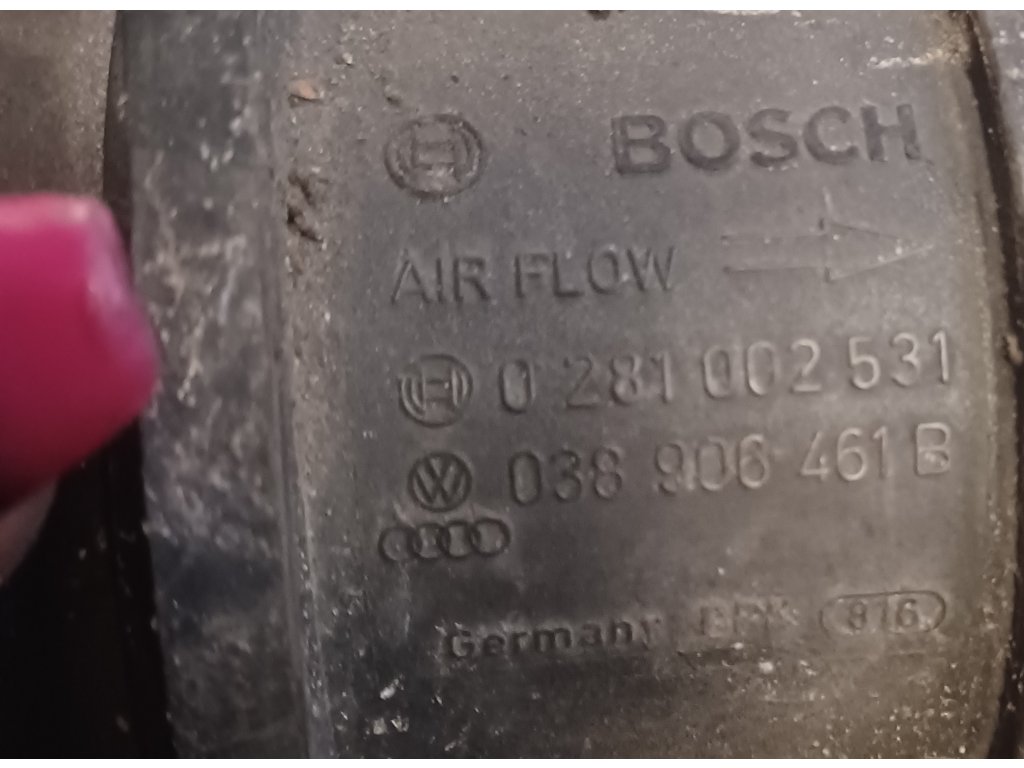 BOSCH
AIR FLOW
0 281 002 531
038 906 461 B
Germany 816